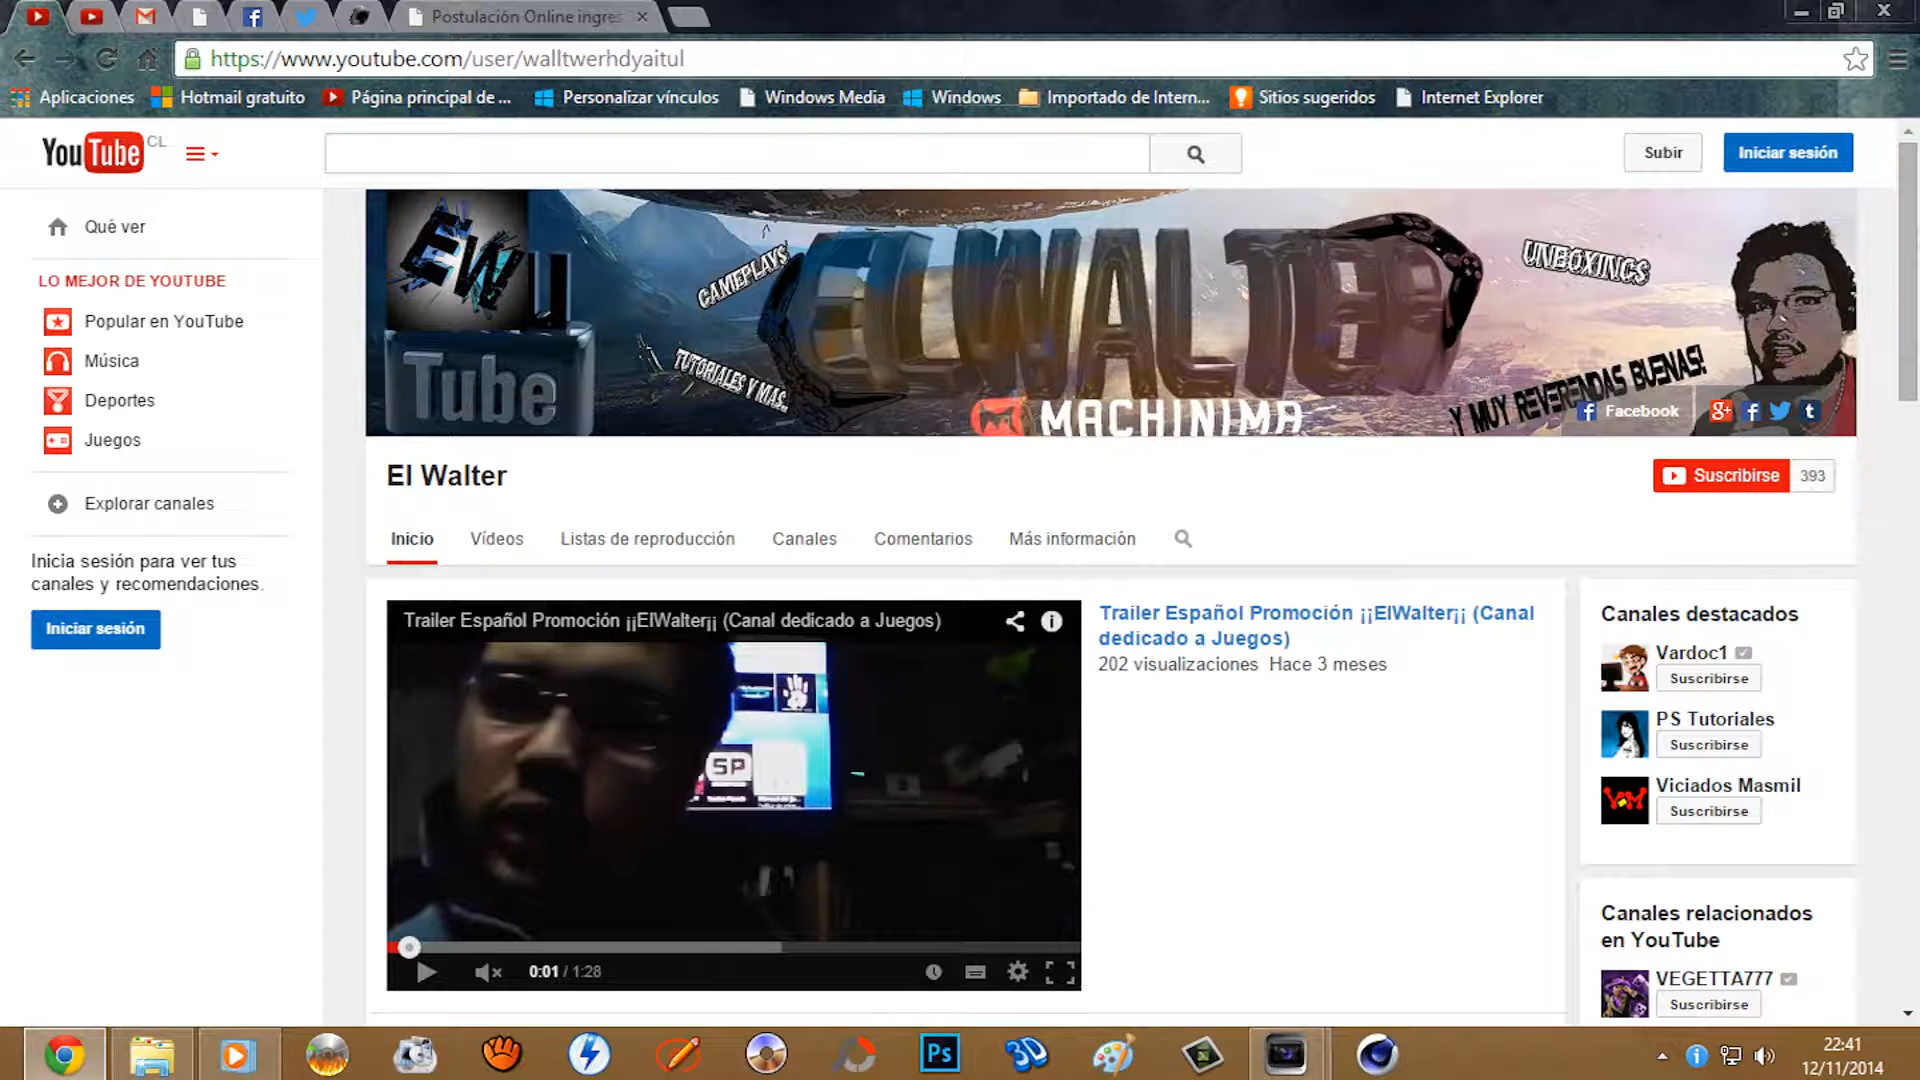 Postulación Online ingres
https://www.youtube.com/user/walltwerhdyaitul
Aplicaciones Hotmail gratuito Página principal de ... Personalizar vínculos Windows Media Windows Importado de Intern... Sitios sugeridos Internet Explorer
YouTube CL
Subir
Iniciar sesión
Qué ver
LO MEJOR DE YOUTUBE
Popular en YouTube
Música
Deportes
Juegos
Explorar canales
Inicia sesión para ver tus
canales y recomendaciones.
Iniciar sesión
EWU
Tube
GAMEPLAYS
TUTORIALES Y MAS..
ELWALTER
MACHINIMA
UNBOXINGS
Y MUY REVERENDAS BUENAS!
Facebook
El Walter
Suscribirse 393
Inicio Vídeos Listas de reproducción Canales Comentarios Más información
Trailer Español Promoción ¡¡ElWalter¡¡ (Canal dedicado a Juegos)
SP
0:01 / 1:28
Trailer Español Promoción ¡¡ElWalter¡¡ (Canal
dedicado a Juegos)
202 visualizaciones Hace 3 meses
Canales destacados
Vardoc1
Suscribirse
PS Tutoriales
Suscribirse
Viciados Masmil
Suscribirse
Canales relacionados
en YouTube
VEGETTA777
Suscribirse
Ps
3D
22:41
12/11/2014